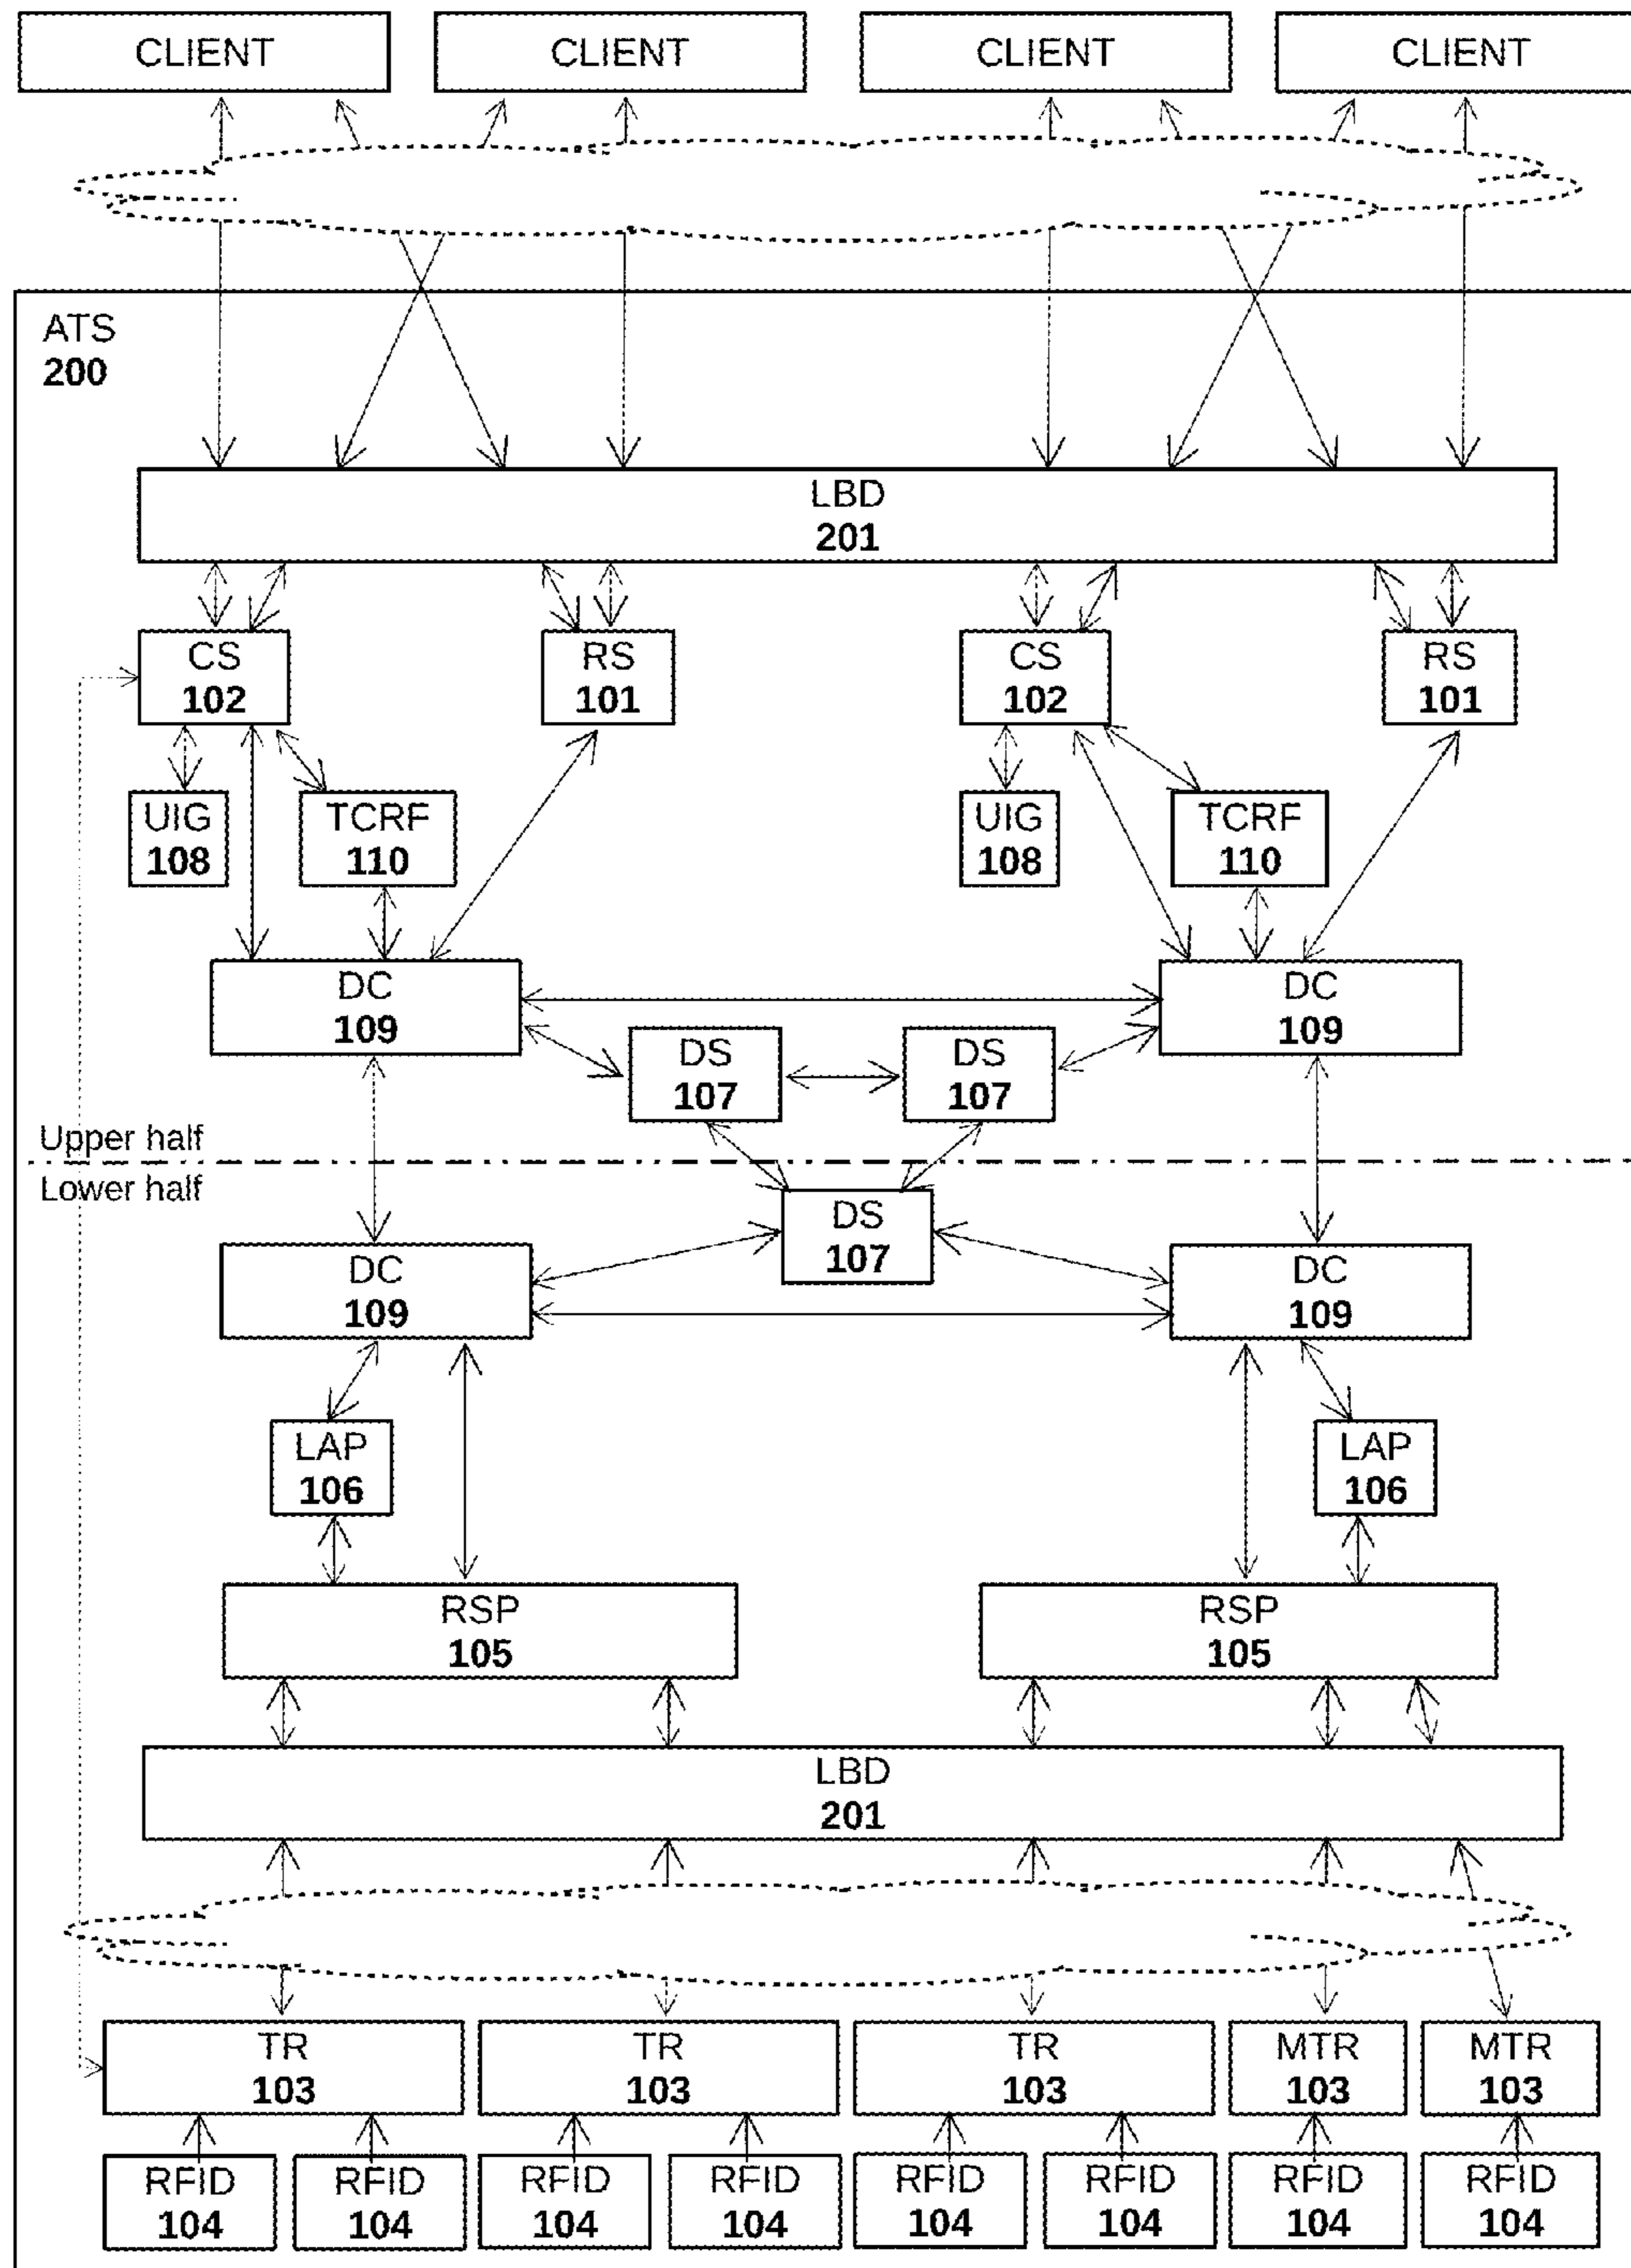 CLIENT CLIENT CLIENT CLIENT
ATS
200
LBD
201
CS RS CS RS
102 101 102 101
UIG TCRF UIG TCRF
108 110 108 110
DC DC
109 109
DS DS
107 107
Upper half
Lower half
DS
107
DC DC
109 109
LAP LAP
106 106
RSP RSP
105 105
LBD
201
TR TR TR MTR MTR
103 103 103 103 103
RFID RFID RFID RFID RFID RFID RFID RFID
104 104 104 104 104 104 104 104